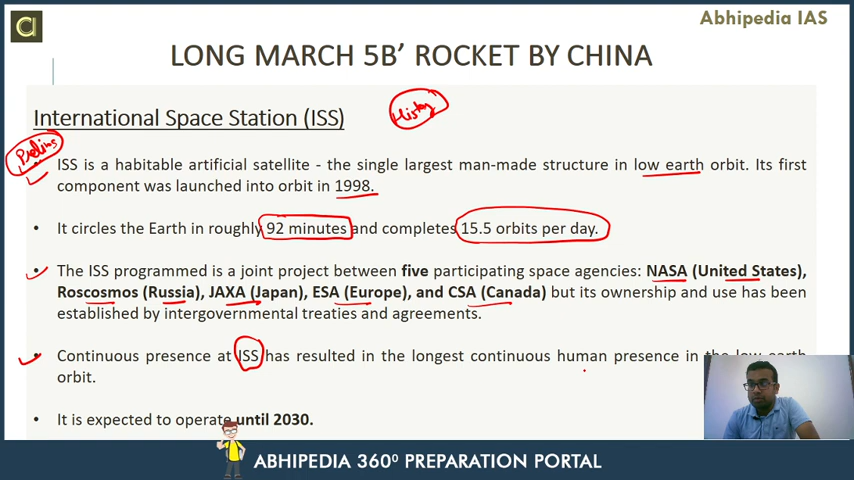 Abhipedia IAS
LONG MARCH 5B’ ROCKET BY CHINA
International Space Station (ISS)
History
Prelims
ISS is a habitable artificial satellite - the single largest man-made structure in low earth orbit. Its first
component was launched into orbit in 1998.
• It circles the Earth in roughly 92 minutes and completes 15.5 orbits per day.
• The ISS programmed is a joint project between five participating space agencies: NASA (United States),
Roscosmos (Russia), JAXA (Japan), ESA (Europe), and CSA (Canada) but its ownership and use has been
established by intergovernmental treaties and agreements.
• Continuous presence at ISS has resulted in the longest continuous human presence in the low earth
orbit.
• It is expected to operate until 2030.
ABHIPEDIA 360⁰ PREPARATION PORTAL